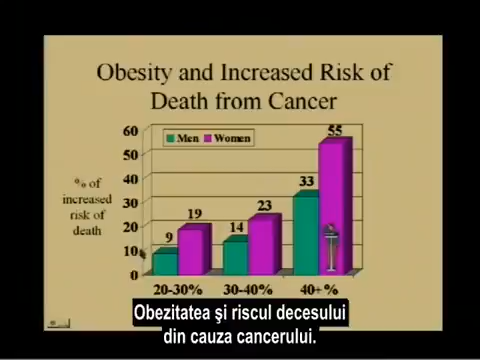 Obesity and Increased Risk of
Death from Cancer
Men Women
60
50
40
30
20
10
0
% of
increased
risk of
death
9
19
14
23
33
55
20-30%
30-40%
40+%
Obezitatea şi riscul decesului
din cauza cancerului.